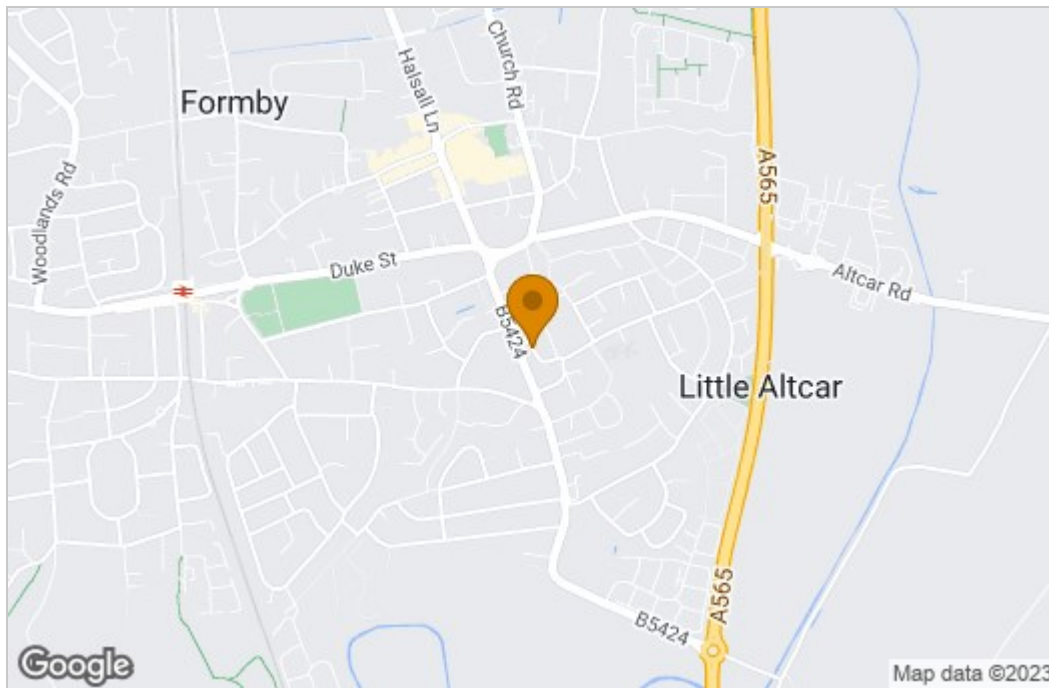 Halsall Ln
Church Rd
Formby
A565
Woodlands Rd
Duke St
Altcar Rd
B5424
Little Altcar
A565
B5424
Google
Map data ©2023